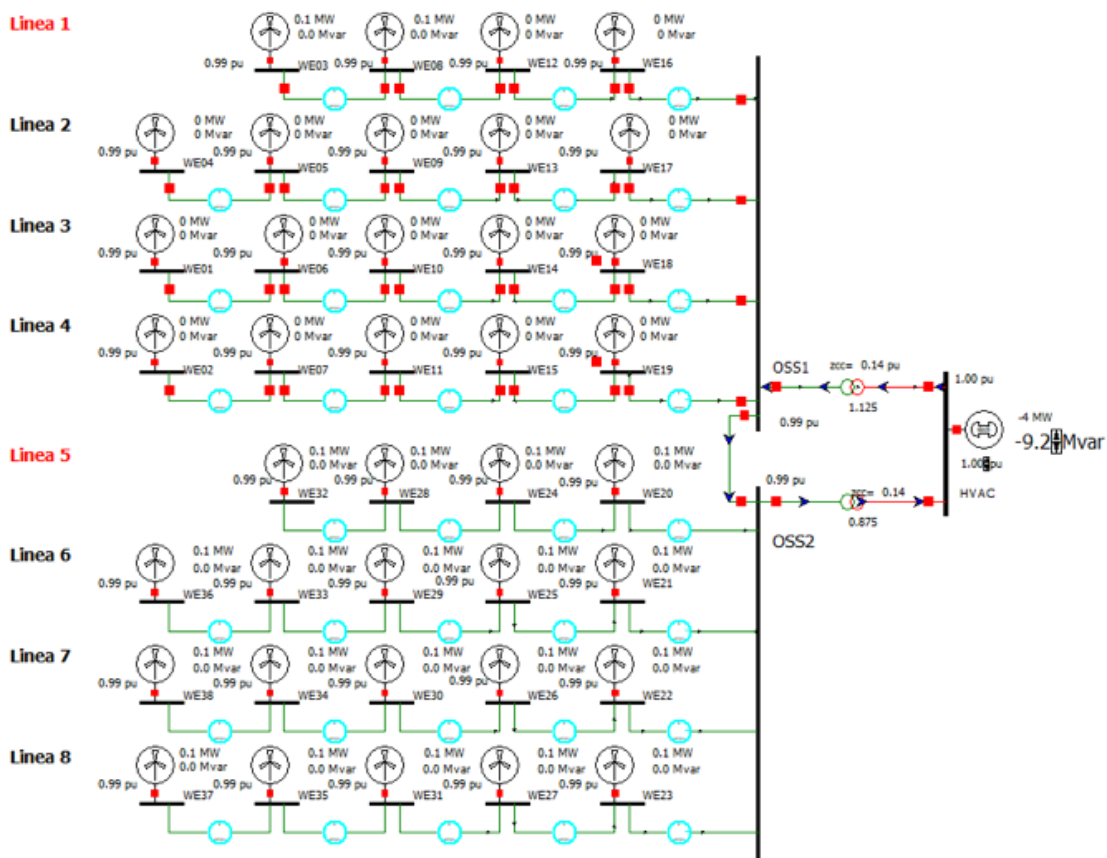 Linea 1
0.1 MW 0.1 MW 0 MW 0 MW
0.0 Mvar 0.0 Mvar 0 Mvar 0 Mvar
0.99 pu 0.99 pu 0.99 pu 0.99 pu
WE03 WE08 WE12 WE16
Linea 2
0 MW 0 MW 0 MW 0 MW 0 MW
0 Mvar 0 Mvar 0 Mvar 0 Mvar 0 Mvar
0.99 pu 0.99 pu 0.99 pu 0.99 pu 0.99 pu
WE04 WE05 WE09 WE13 WE17
Linea 3
0 MW 0 MW 0 MW 0 MW 0 MW
0 Mvar 0 Mvar 0 Mvar 0 Mvar 0 Mvar
0.99 pu 0.99 pu 0.99 pu 0.99 pu 0.99 pu
WE01 WE06 WE10 WE14 WE18
Linea 4
0 MW 0 MW 0 MW 0 MW 0 MW
0 Mvar 0 Mvar 0 Mvar 0 Mvar 0 Mvar
0.99 pu 0.99 pu 0.99 pu 0.99 pu 0.99 pu
WE02 WE07 WE11 WE15 WE19
OSS1
zcc= 0.14 pu
1.125
0.99 pu
1.00 pu
-4 MW
-9.2 Mvar
1.00 pu
HVAC
Linea 5
0.1 MW 0.1 MW 0.1 MW 0.1 MW
0.0 Mvar 0.0 Mvar 0.0 Mvar 0.0 Mvar
0.99 pu 0.99 pu 0.99 pu 0.99 pu
WE32 WE28 WE24 WE20
0.99 pu
zcc= 0.14
0.875
OSS2
Linea 6
0.1 MW 0.1 MW 0.1 MW 0.1 MW 0.1 MW
0.0 Mvar 0.0 Mvar 0.0 Mvar 0.0 Mvar 0.0 Mvar
0.99 pu 0.99 pu 0.99 pu 0.99 pu 0.99 pu
WE36 WE33 WE29 WE25 WE21
Linea 7
0.1 MW 0.1 MW 0.1 MW 0.1 MW 0.1 MW
0.0 Mvar 0.0 Mvar 0.0 Mvar 0.0 Mvar 0.0 Mvar
0.99 pu 0.99 pu 0.99 pu 0.99 pu 0.99 pu
WE38 WE34 WE30 WE26 WE22
Linea 8
0.1 MW 0.1 MW 0.1 MW 0.1 MW 0.1 MW
0.0 Mvar 0.0 Mvar 0.0 Mvar 0.0 Mvar 0.0 Mvar
0.99 pu 0.99 pu 0.99 pu 0.99 pu 0.99 pu
WE37 WE35 WE31 WE27 WE23